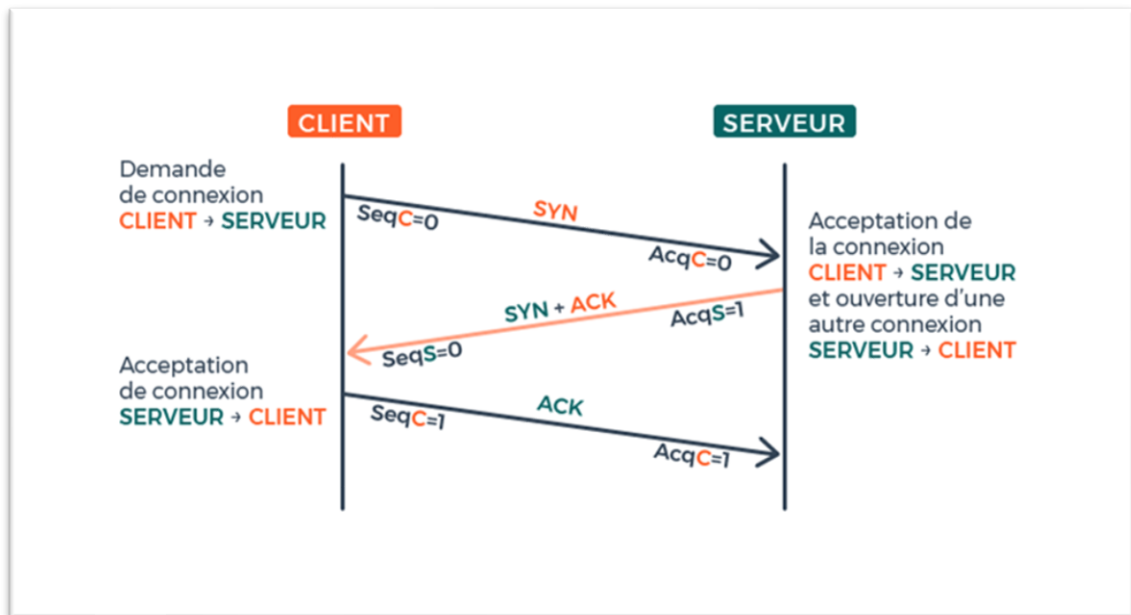 CLIENT
SERVEUR
Demande
de connexion
CLIENT → SERVEUR
SeqC=0
SYN
AcqC=0
Acceptation de
la connexion
CLIENT → SERVEUR
et ouverture d’une
autre connexion
SERVEUR → CLIENT
SYN + ACK
AcqS=1
SeqS=0
Acceptation
de connexion
SERVEUR → CLIENT
SeqC=1
ACK
AcqC=1